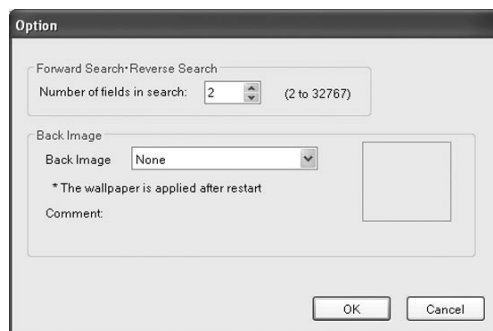 Option
Forward Search•Reverse Search
Number of fields in search: 2 (2 to 32767)
Back Image
Back Image None
* The wallpaper is applied after restart
Comment:
OK Cancel